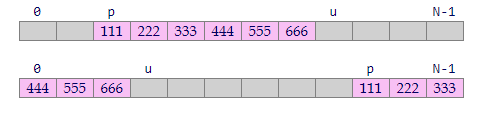 0 p u N-1
111 222 333 444 555 666
0 u p N-1
444 555 666 111 222 333